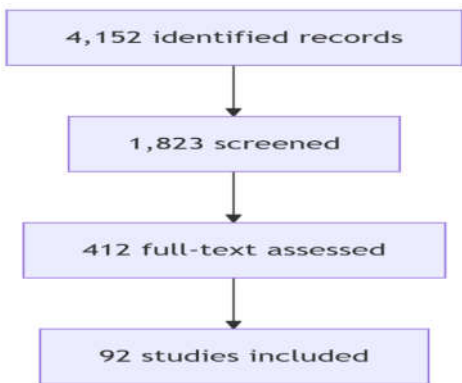 4,152 identified records
1,823 screened
412 full-text assessed
92 studies included